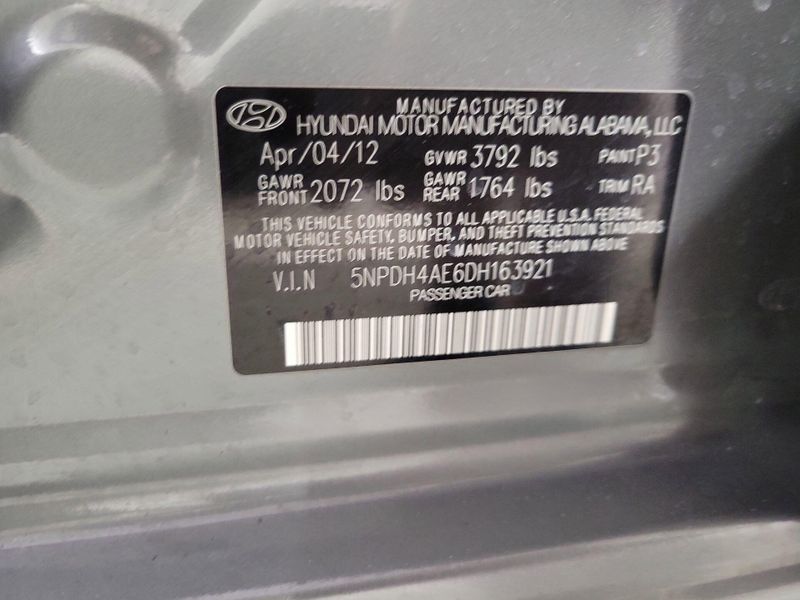 MANUFACTURED BY
HYUNDAI MOTOR MANUFACTURING ALABAMA, LLC
Apr/04/12 GVWR 3792 lbs PAINT P3
GAWR FRONT 2072 lbs GAWR REAR 1764 lbs TRIM RA
THIS VEHICLE CONFORMS TO ALL APPLICABLE U.S.A. FEDERAL
MOTOR VEHICLE SAFETY, BUMPER, AND THEFT PREVENTION STANDARDS
IN EFFECT ON THE DATE OF MANUFACTURE SHOWN ABOVE
V.I.N 5NPDH4AE6DH163921
PASSENGER CAR